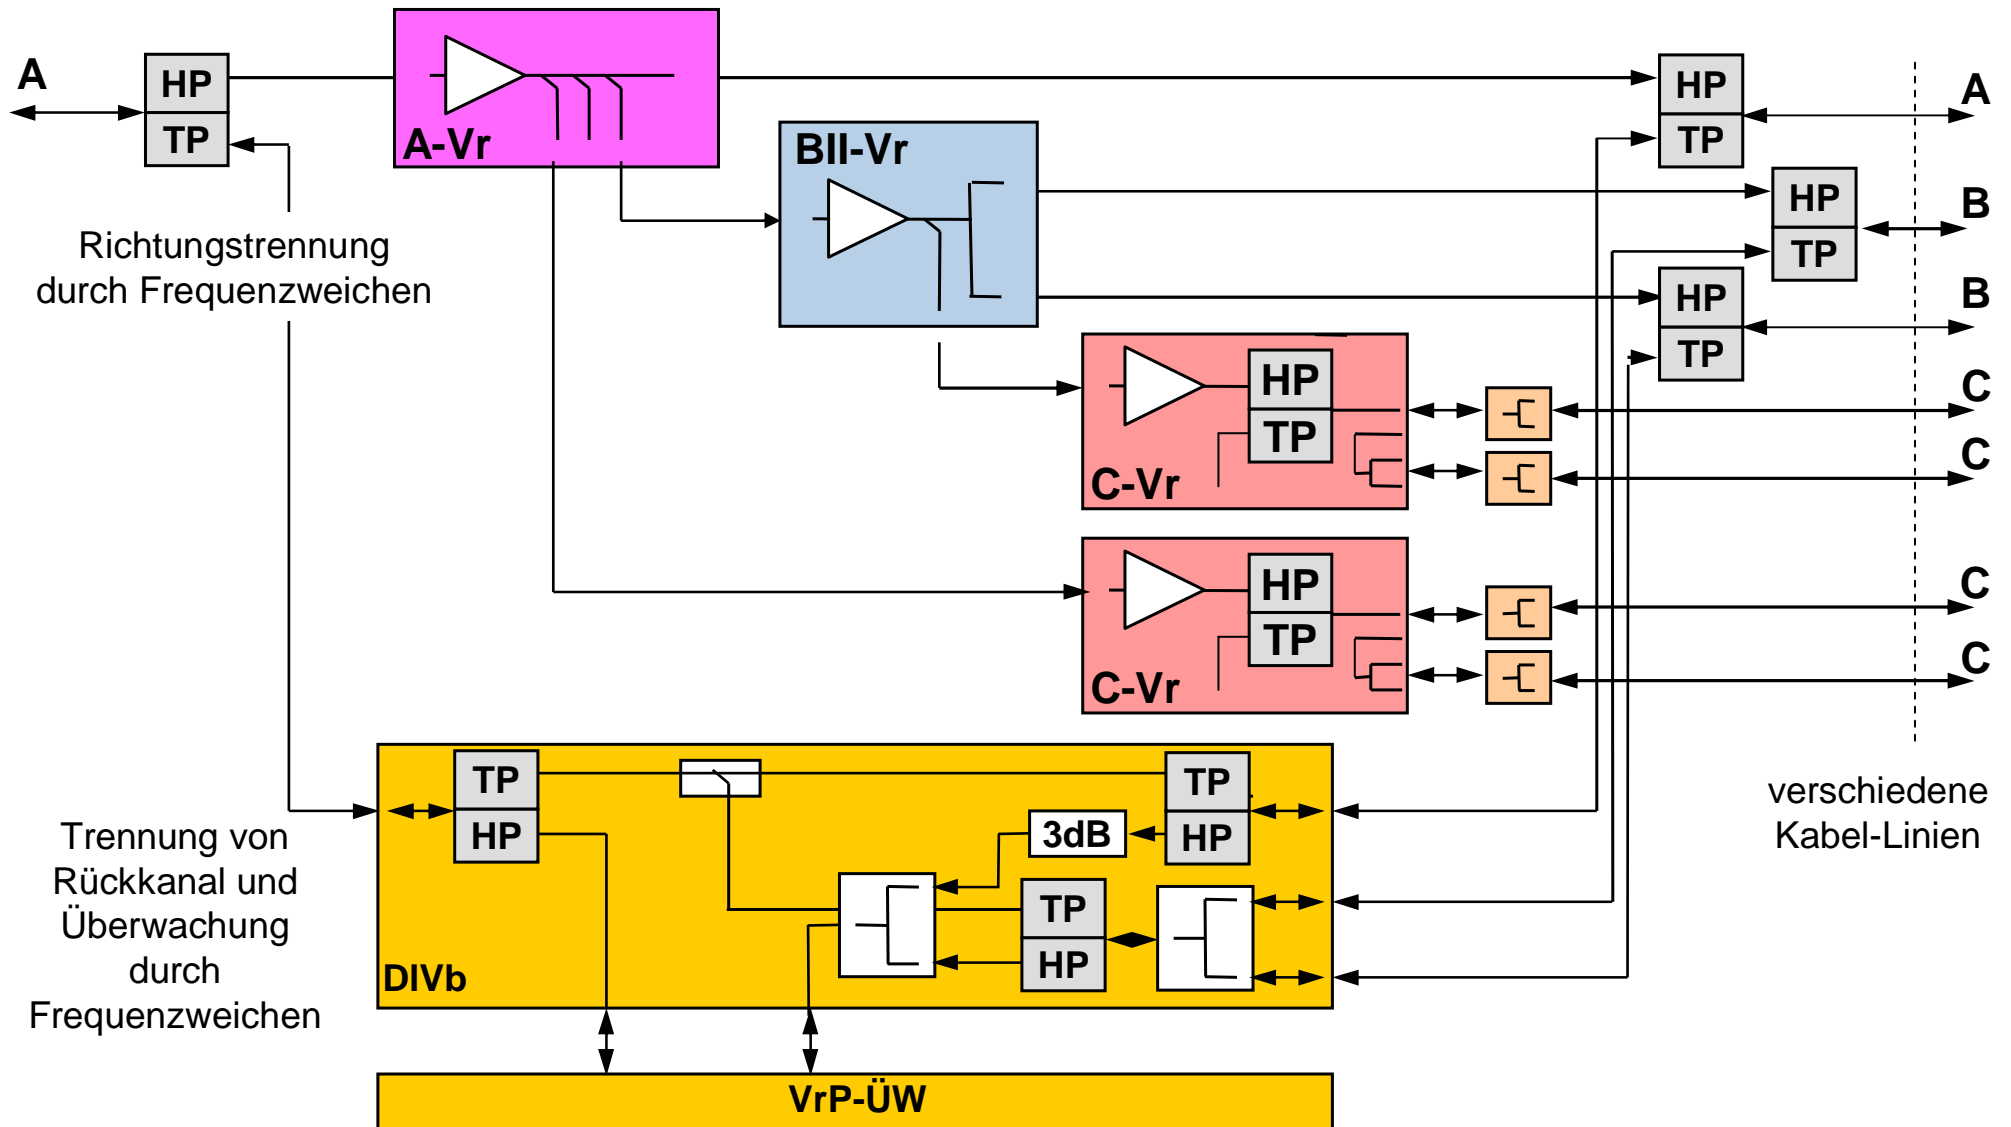 A
HP
TP
A-Vr
BII-Vr
HP
TP
A
HP
TP
B
HP
TP
B
Richtungstrennung
durch Frequenzweichen
HP
TP
C-Vr
C
C
HP
TP
C-Vr
C
C
TP
HP
TP
HP
3dB
TP
HP
DIVb
Trennung von
Rückkanal und
Überwachung
durch
Frequenzweichen
verschiedene
Kabel-Linien
VrP-ÜW